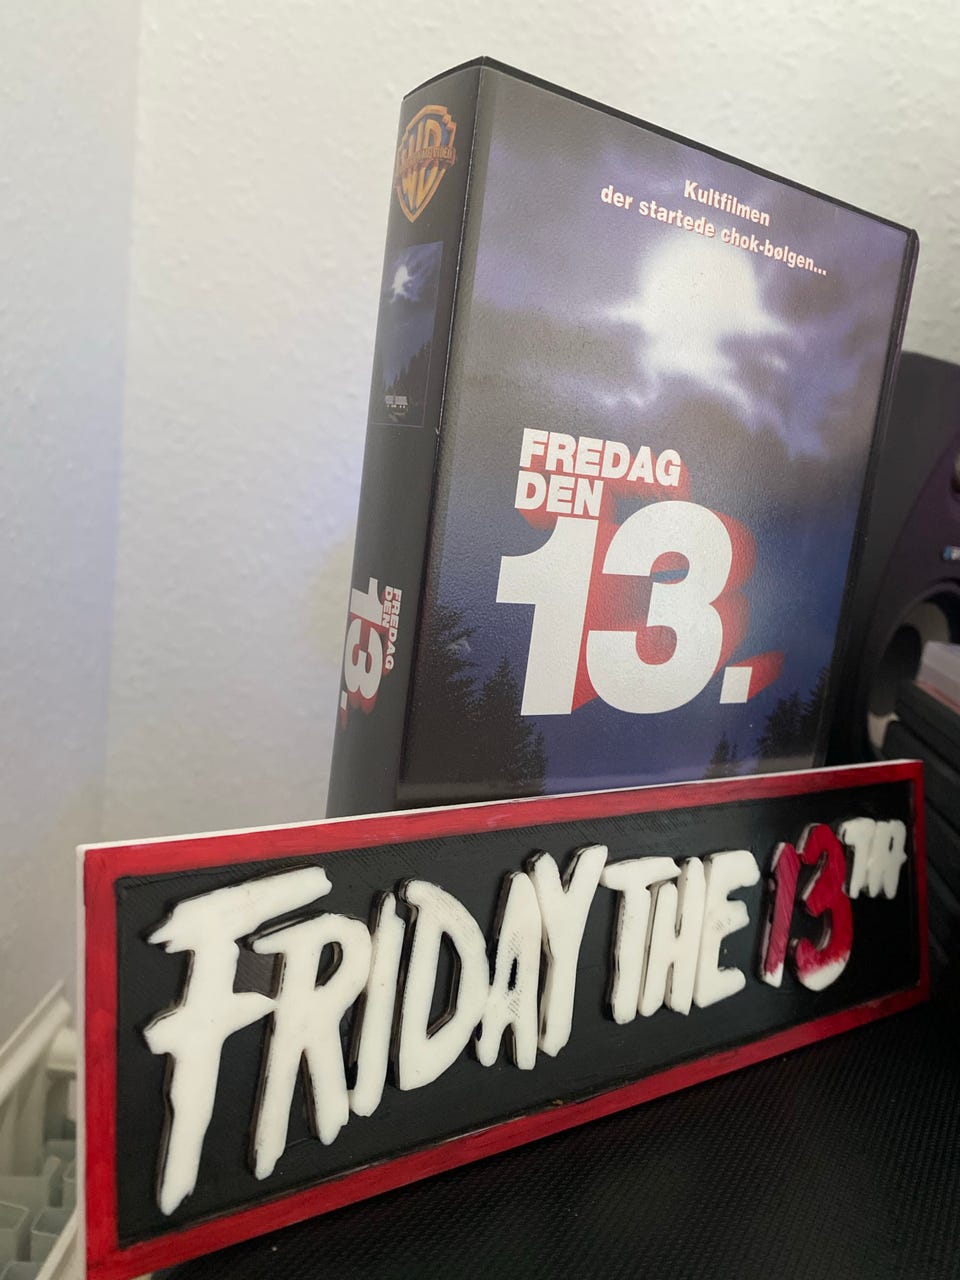 Kultfilmen
der startede chok-bølgen...
FREDAG
DEN
13.
FREDAG
DEN
13.
FRIDAY THE 13TH